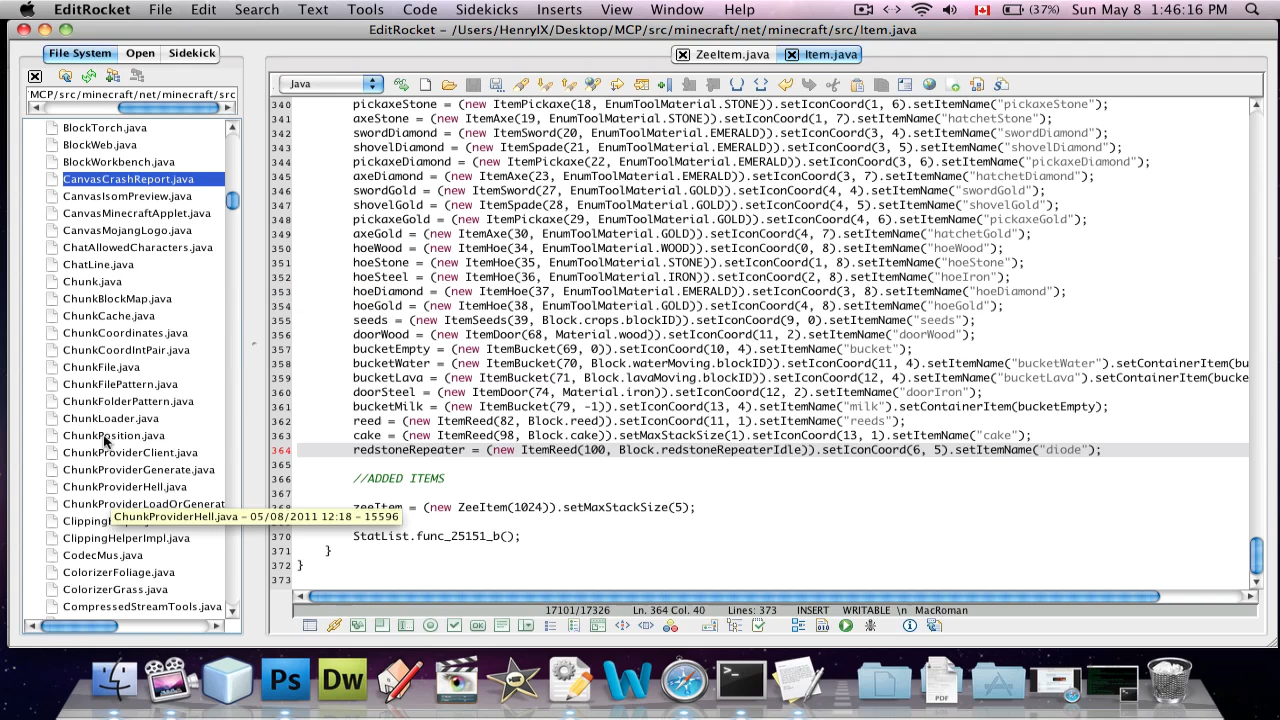 EditRocket File Edit Search Text Tools Code Sidekicks Inserts View Window Help (37%) Sun May 8 1:46:16 PM
EditRocket - /Users/HenryIX/Desktop/MCP/src/minecraft/net/minecraft/src/Item.java
File System Open Sidekick
ZeeItem.java Item.java
Java
MCP/src/minecraft/net/minecraft/src
BlockTorch.java
BlockWeb.java
BlockWorkbench.java
CanvasCrashReport.java
CanvasIsomPreview.java
CanvasMinecraftApplet.java
CanvasMojangLogo.java
ChatAllowedCharacters.java
ChatLine.java
Chunk.java
ChunkBlockMap.java
ChunkCache.java
ChunkCoordinates.java
ChunkCoordIntPair.java
ChunkFile.java
ChunkFilePattern.java
ChunkFolderPattern.java
ChunkLoader.java
ChunkPosition.java
ChunkProviderClient.java
ChunkProviderGenerate.java
ChunkProviderHell.java
ChunkProviderLoadOrGenerat
ChunkProviderHell.java - 05/08/2011 12:18 - 15596
ClippingHelperImpl.java
CodecMus.java
ColorizerFoliage.java
ColorizerGrass.java
CompressedStreamTools.java
340 pickaxeStone = (new ItemPickaxe(18, EnumToolMaterial.STONE)).setIconCoord(1, 6).setItemName("pickaxeStone");
341 axeStone = (new ItemAxe(19, EnumToolMaterial.STONE)).setIconCoord(1, 7).setItemName("hatchetStone");
342 swordDiamond = (new ItemSword(20, EnumToolMaterial.EMERALD)).setIconCoord(3, 4).setItemName("swordDiamond");
343 shovelDiamond = (new ItemSpade(21, EnumToolMaterial.EMERALD)).setIconCoord(3, 5).setItemName("shovelDiamond");
344 pickaxeDiamond = (new ItemPickaxe(22, EnumToolMaterial.EMERALD)).setIconCoord(3, 6).setItemName("pickaxeDiamond");
345 axeDiamond = (new ItemAxe(23, EnumToolMaterial.EMERALD)).setIconCoord(3, 7).setItemName("hatchetDiamond");
346 swordGold = (new ItemSword(27, EnumToolMaterial.GOLD)).setIconCoord(4, 4).setItemName("swordGold");
347 shovelGold = (new ItemSpade(28, EnumToolMaterial.GOLD)).setIconCoord(4, 5).setItemName("shovelGold");
348 pickaxeGold = (new ItemPickaxe(29, EnumToolMaterial.GOLD)).setIconCoord(4, 6).setItemName("pickaxeGold");
349 axeGold = (new ItemAxe(30, EnumToolMaterial.GOLD)).setIconCoord(4, 7).setItemName("hatchetGold");
350 hoeWood = (new ItemHoe(34, EnumToolMaterial.WOOD)).setIconCoord(0, 8).setItemName("hoeWood");
351 hoeStone = (new ItemHoe(35, EnumToolMaterial.STONE)).setIconCoord(1, 8).setItemName("hoeStone");
352 hoeSteel = (new ItemHoe(36, EnumToolMaterial.IRON)).setIconCoord(2, 8).setItemName("hoeIron");
353 hoeDiamond = (new ItemHoe(37, EnumToolMaterial.EMERALD)).setIconCoord(3, 8).setItemName("hoeDiamond");
354 hoeGold = (new ItemHoe(38, EnumToolMaterial.GOLD)).setIconCoord(4, 8).setItemName("hoeGold");
355 seeds = (new ItemSeeds(39, Block.crops.blockID)).setIconCoord(9, 0).setItemName("seeds");
356 doorWood = (new ItemDoor(68, Material.wood)).setIconCoord(11, 2).setItemName("doorWood");
357 bucketEmpty = (new ItemBucket(69, 0)).setIconCoord(10, 4).setItemName("bucket");
358 bucketWater = (new ItemBucket(70, Block.waterMoving.blockID)).setIconCoord(11, 4).setItemName("bucketWater").setContainerItem(bu
359 bucketLava = (new ItemBucket(71, Block.lavaMoving.blockID)).setIconCoord(12, 4).setItemName("bucketLava").setContainerItem(bucke
360 doorSteel = (new ItemDoor(74, Material.iron)).setIconCoord(12, 2).setItemName("doorIron");
361 bucketMilk = (new ItemBucket(79, -1)).setIconCoord(13, 4).setItemName("milk").setContainerItem(bucketEmpty);
362 reed = (new ItemReed(82, Block.reed)).setIconCoord(11, 1).setItemName("reeds");
363 cake = (new ItemReed(98, Block.cake)).setMaxStackSize(1).setIconCoord(13, 1).setItemName("cake");
364 redstoneRepeater = (new ItemReed(100, Block.redstoneRepeaterIdle)).setIconCoord(6, 5).setItemName("diode");
365
366 //ADDED ITEMS
367
zeeItem = (new ZeeItem(1024)).setMaxStackSize(5);
370 StatList.func_25151_b();
371 }
372 }
373
17101/17326 Ln. 364 Col. 40 Lines: 373 INSERT WRITABLE \n MacRoman
Ps Dw W PDF